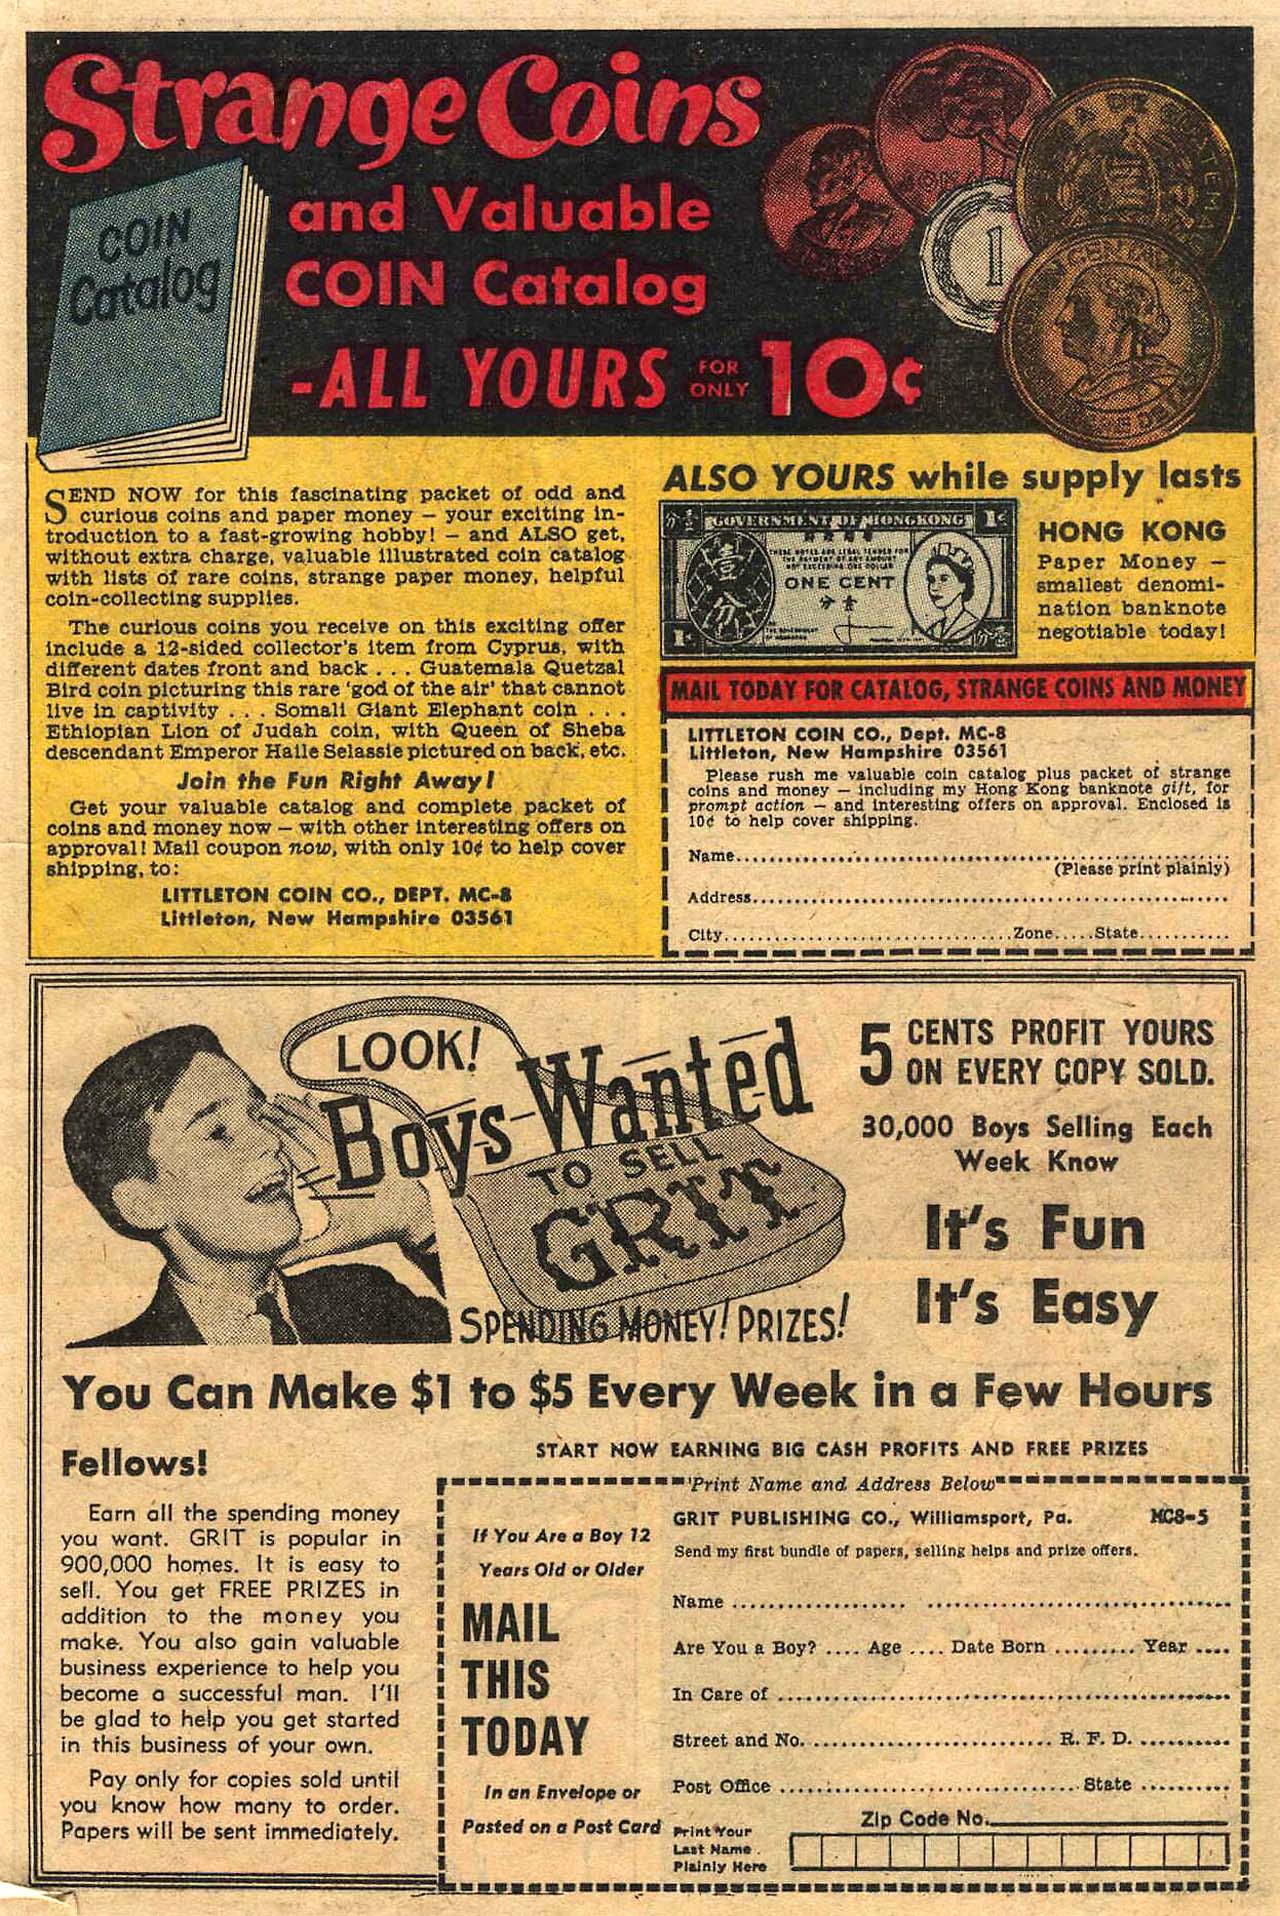 Strange Coins
and Valuable
COIN Catalog
-ALL YOURS FOR ONLY 10¢
COIN
Catalog
1
SEND NOW for this fascinating packet of odd and
curious coins and paper money — your exciting in-
troduction to a fast-growing hobby! — and ALSO get,
without extra charge, valuable illustrated coin catalog
with lists of rare coins, strange paper money, helpful
coin-collecting supplies.
The curious coins you receive on this exciting offer
include a 12-sided collector's item from Cyprus, with
different dates front and back . . . Guatemala Quetzal
Bird coin picturing this rare 'god of the air' that cannot
live in captivity . . . Somali Giant Elephant coin . . .
Ethiopian Lion of Judah coin, with Queen of Sheba
descendant Emperor Haile Selassie pictured on back, etc.
Join the Fun Right Away!
Get your valuable catalog and complete packet of
coins and money now — with other interesting offers on
approval! Mail coupon now, with only 10¢ to help cover
shipping, to:
LITTLETON COIN CO., DEPT. MC-8
Littleton, New Hampshire 03561
ALSO YOURS while supply lasts
GOVERNMENT OF HONGKONG 1¢
壹
分
ONE CENT
1¢
HONG KONG
Paper Money —
smallest denomi-
nation banknote
negotiable today!
MAIL TODAY FOR CATALOG, STRANGE COINS AND MONEY
LITTLETON COIN CO., Dept. MC-8
Littleton, New Hampshire 03561
Please rush me valuable coin catalog plus packet of strange
coins and money — including my Hong Kong banknote gift, for
prompt action — and interesting offers on approval. Enclosed is
10¢ to help cover shipping.
Name
(Please print plainly)
Address
City Zone State
LOOK!
Boys Wanted
TO SELL
GRIT
SPENDING MONEY! PRIZES!
5 CENTS PROFIT YOURS
ON EVERY COPY SOLD.
30,000 Boys Selling Each
Week Know
It's Fun
It's Easy
You Can Make $1 to $5 Every Week in a Few Hours
Fellows!
Earn all the spending money
you want. GRIT is popular in
900,000 homes. It is easy to
sell. You get FREE PRIZES in
addition to the money you
make. You also gain valuable
business experience to help you
become a successful man. I'll
be glad to help you get started
in this business of your own.
Pay only for copies sold until
you know how many to order.
Papers will be sent immediately.
START NOW EARNING BIG CASH PROFITS AND FREE PRIZES
Print Name and Address Below
If You Are a Boy 12
Years Old or Older
MAIL
THIS
TODAY
In an Envelope or
Pasted on a Post Card
GRIT PUBLISHING CO., Williamsport, Pa. MC8-5
Send my first bundle of papers, selling helps and prize offers.
Name
Are You a Boy? .... Age .... Date Born ......... Year ....
In Care of
Street and No. R. F. D.
Post Office State
Zip Code No.
Print Your
Last Name
Plainly Here